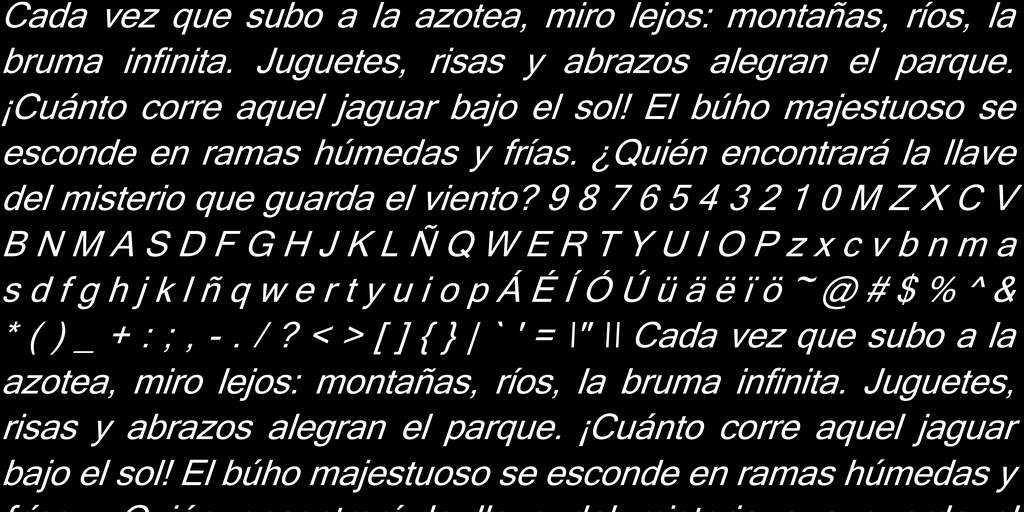 Cada vez que subo a la azotea, miro lejos: montañas, ríos, la
bruma infinita. Juguetes, risas y abrazos alegran el parque.
¡Cuánto corre aquel jaguar bajo el sol! El búho majestuoso se
esconde en ramas húmedas y frías. ¿Quién encontrará la llave
del misterio que guarda el viento? 9 8 7 6 5 4 3 2 1 0 M Z X C V
B N M A S D F G H J K L Ñ Q W E R T Y U I O P z x c v b n m a
s d f g h j k l ñ q w e r t y u i o p Á É Í Ó Ú ü ä ë ï ö ~ @ # $ % ^ &
* ( ) _ + : ; , - . / ? < > [ ] { } | ` ' = \" \\ Cada vez que subo a la
azotea, miro lejos: montañas, ríos, la bruma infinita. Juguetes,
risas y abrazos alegran el parque. ¡Cuánto corre aquel jaguar
bajo el sol! El búho majestuoso se esconde en ramas húmedas y